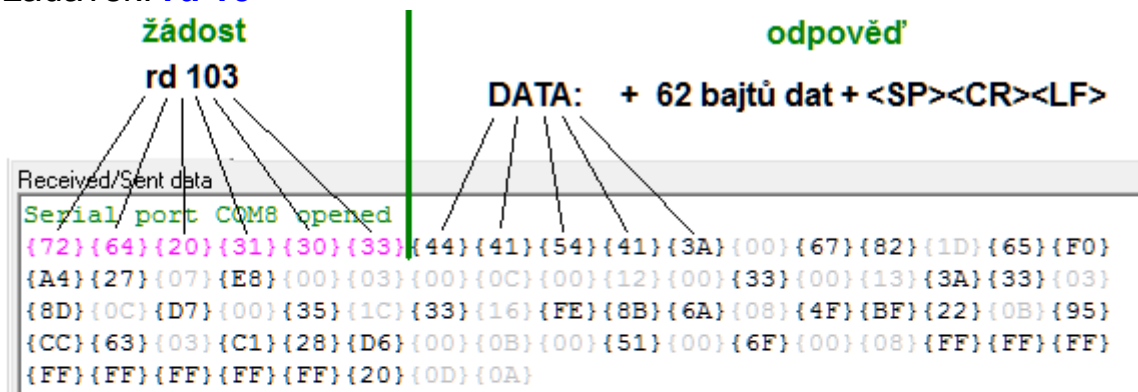 žádost
odpověď
rd 103
DATA: + 62 bajtů dat + <SP><CR><LF>
Received/Sent data
Serial port COM8 opened
{72}{64}{20}{31}{30}{33}{44}{41}{54}{41}{3A}{00}{67}{82}{1D}{65}{F0}
{A4}{27}{07}{E8}{00}{03}{00}{0C}{00}{12}{00}{33}{00}{13}{3A}{33}{03}
{8D}{0C}{D7}{00}{35}{1C}{33}{16}{FE}{8B}{6A}{08}{4F}{BF}{22}{0B}{95}
{CC}{63}{03}{C1}{28}{D6}{00}{0B}{00}{51}{00}{6F}{00}{08}{FF}{FF}{FF}
{FF}{FF}{FF}{FF}{FF}{20}{0D}{0A}